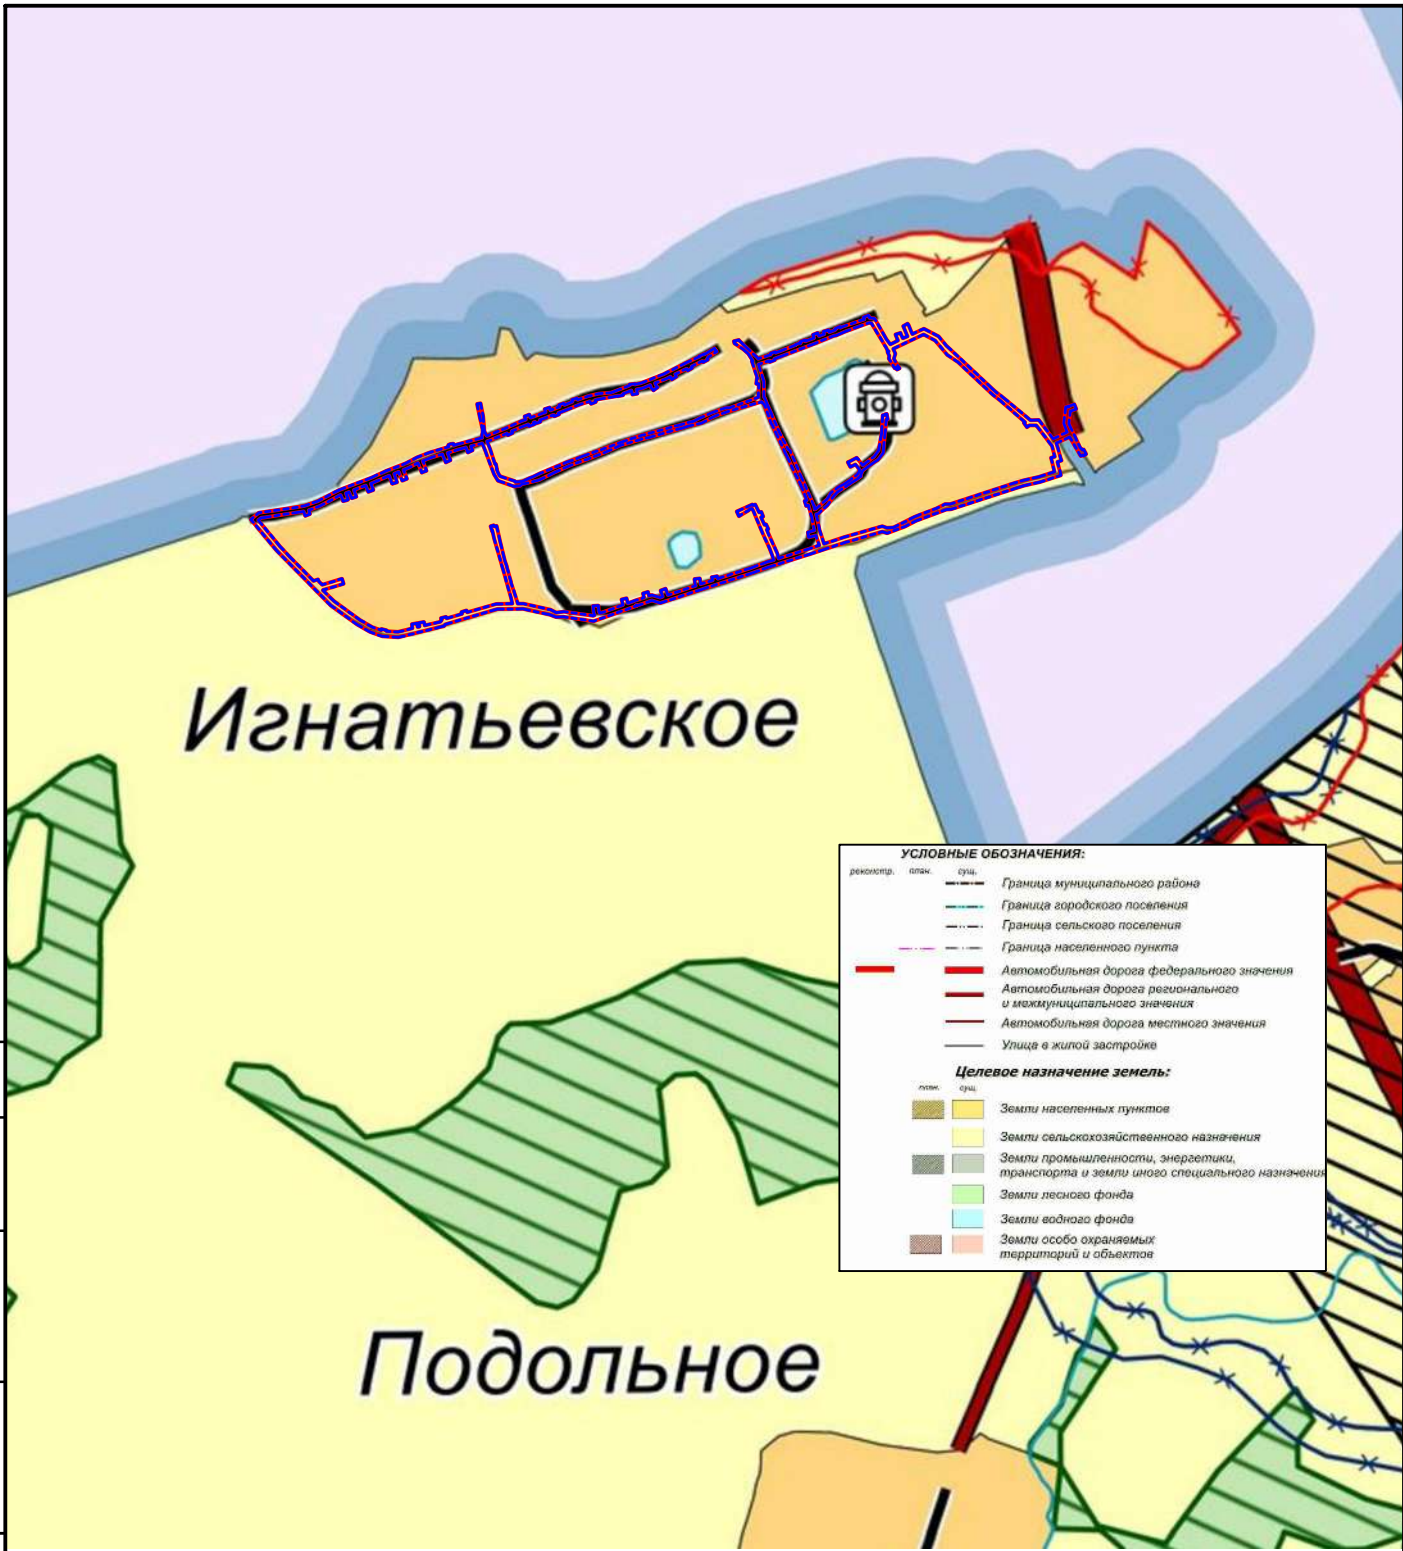 Игнатьевское
УСЛОВНЫЕ ОБОЗНАЧЕНИЯ:
реконстр. план. сущ.
Граница муниципального района
Граница городского поселения
Граница сельского поселения
Граница населенного пункта
Автомобильная дорога федерального значения
Автомобильная дорога регионального
и межмуниципального значения
Автомобильная дорога местного значения
Улица в жилой застройке
Целевое назначение земель:
план. сущ.
Земли населенных пунктов
Земли сельскохозяйственного назначения
Земли промышленности, энергетики,
транспорта и земли иного специального назначения
Земли лесного фонда
Земли водного фонда
Земли особо охраняемых
территорий и объектов
Подольное